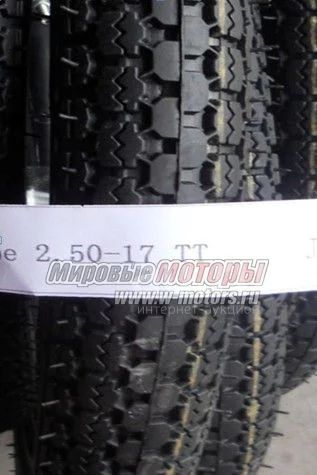 2.50-17 TT J
Мировые МОТОРЫ
www.w-motors.ru
интернет-аукцион